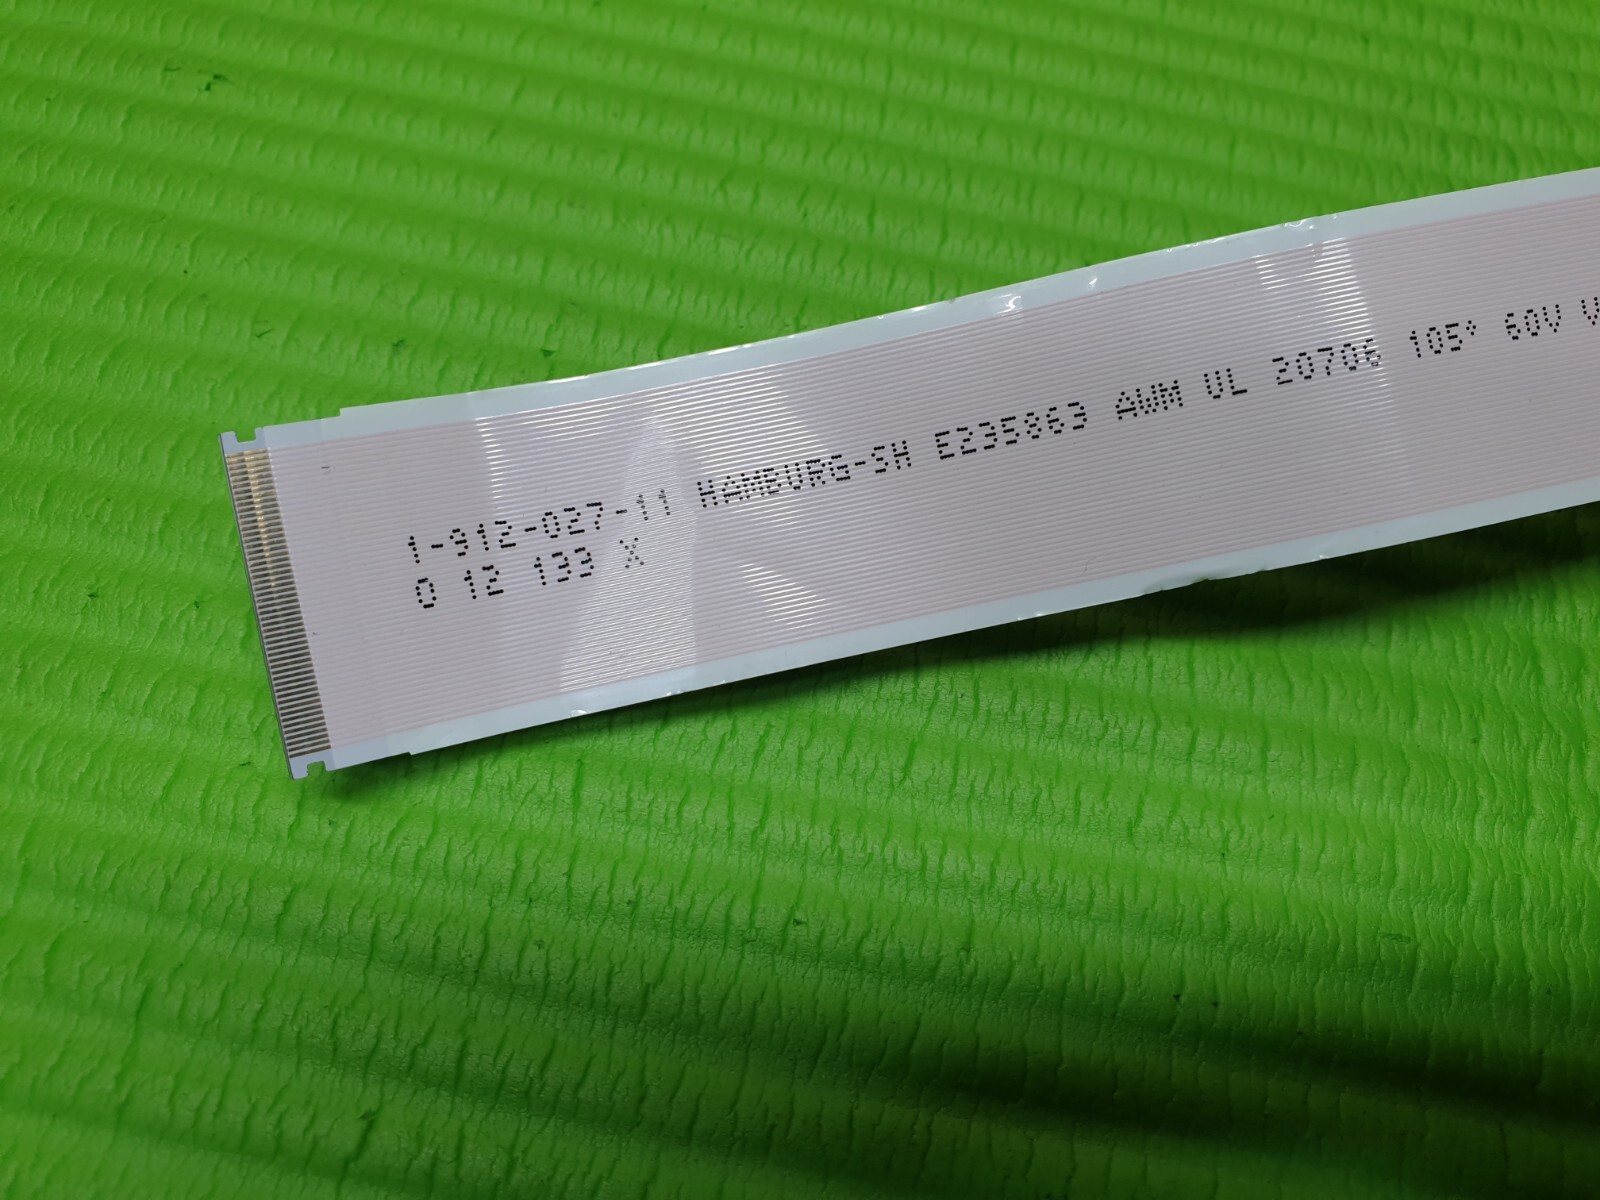 1-912-027-11 HAMBURG-SH E235863 AWM UL 20706 105° 60V V
0 12 133 X